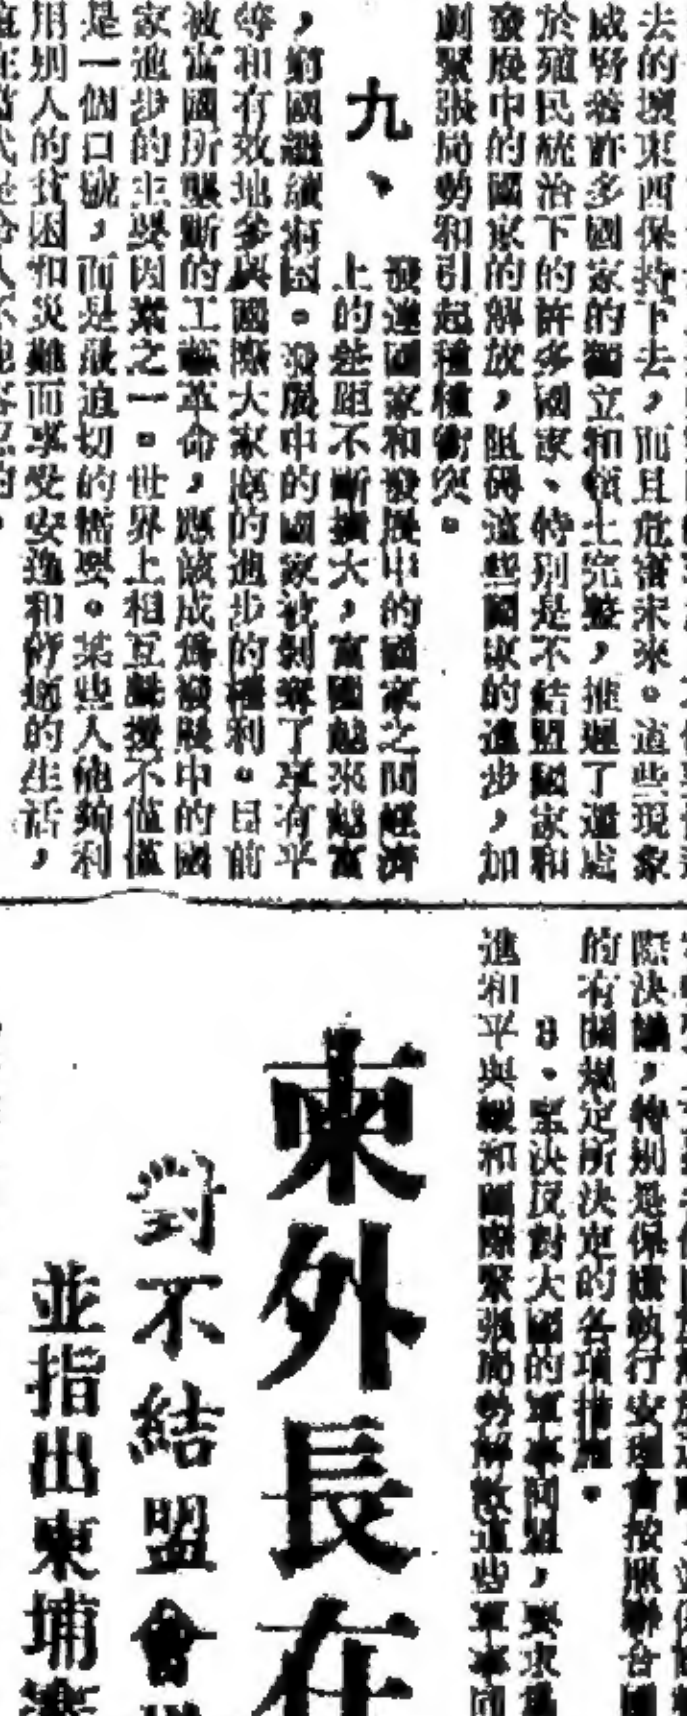 去的壞東西保持下去，而且危害未來。這些現象
威脅着許多國家的獨立和領土完整，推遲了還處
於殖民統治下的許多國家、特別是不結盟國家和
發展中的國家的解放，阻碍這些國家的進步，加
劇緊張局勢和引起種種衝突。
九、
發達國家和發展中的國家之間經濟
上的差距不斷擴大，富國越來越富
，窮國繼續窮困。發展中的國家被剝奪了享有平
等和有效地參與國際大家庭的進步的權利。目前
被富國所壟斷的工藝革命，應該成爲發展中的國
家進步的主要因素之一。世界上相互聲援不僅僅
是一個口號，而是最迫切的需要。某些人能夠利
用別人的貧困和災難而享受安逸和舒適的生活，
際決議，特別是保證執行安理會按照聯合國
的有關規定所決定的各項措施。
8．堅決反對大國的軍事同盟，要求
進和平與緩和國際緊張局勢解散這些軍事同
柬外長在
對不結盟會
並指出柬埔寨